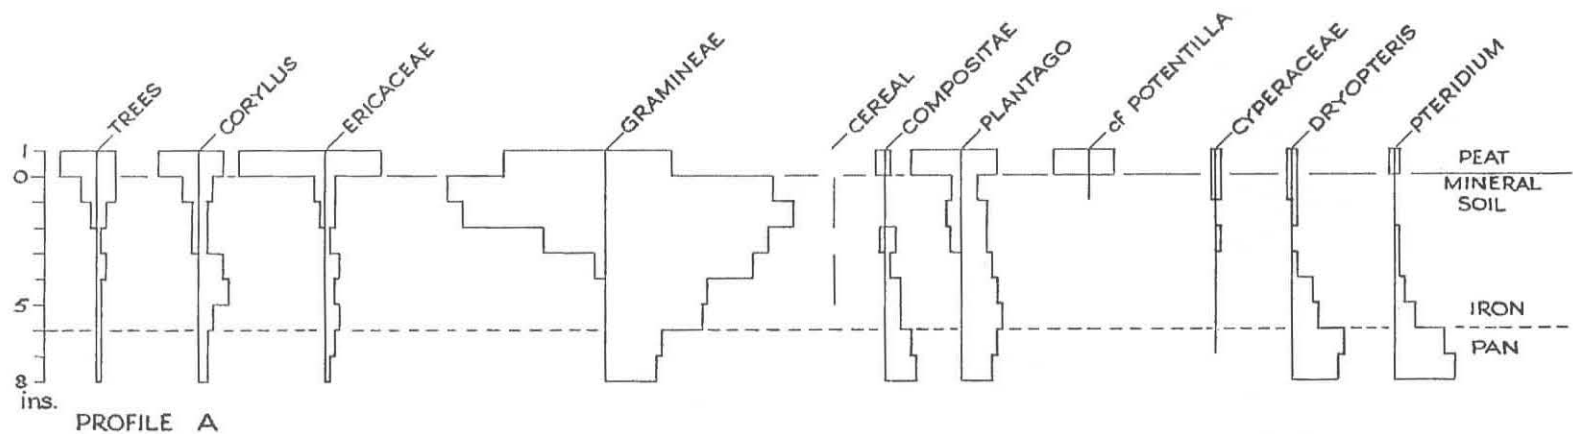 TREES
CORYLUS
ERICACEAE
GRAMINEAE
CEREAL
COMPOSITAE
PLANTAGO
cf POTENTILLA
CYPERACEAE
DRYOPTERIS
PTERIDIUM
1
0
5
8
ins.
PEAT
MINERAL
SOIL
IRON
PAN
PROFILE A